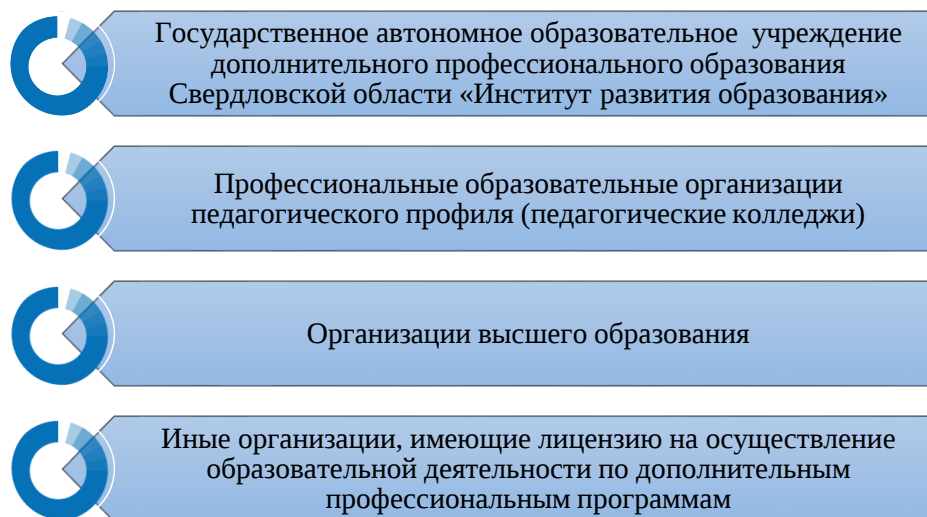 Государственное автономное образовательное учреждение
дополнительного профессионального образования
Свердловской области «Институт развития образования»
Профессиональные образовательные организации
педагогического профиля (педагогические колледжи)
Организации высшего образования
Иные организации, имеющие лицензию на осуществление
образовательной деятельности по дополнительным
профессиональным программам